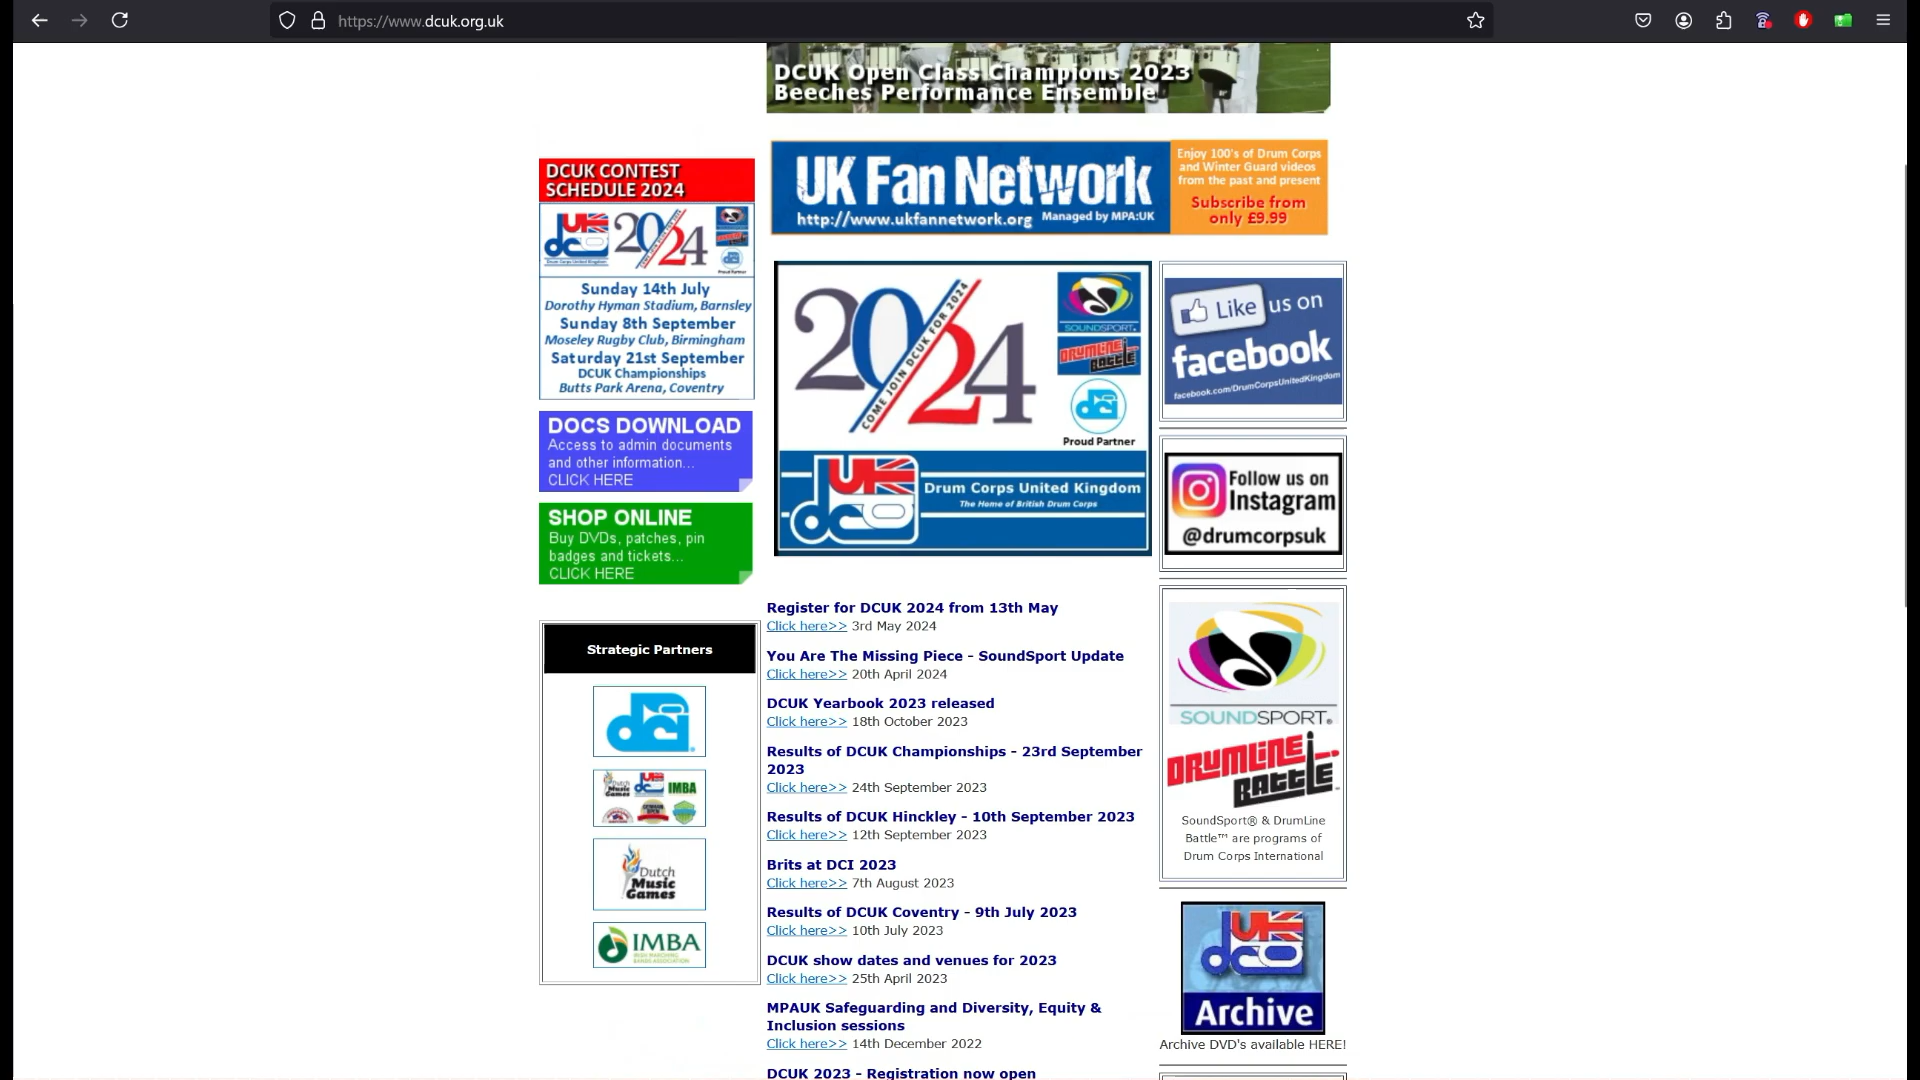 https://www.dcuk.org.uk
DCUK Open Class Champions 2023
Beeches Performance Ensemble
DCUK CONTEST
SCHEDULE 2024
Sunday 14th July
Dorothy Hyman Stadium, Barnsley
Sunday 8th September
Moseley Rugby Club, Birmingham
Saturday 21st September
DCUK Championships
Butts Park Arena, Coventry
DOCS DOWNLOAD
Access to admin documents
and other information...
CLICK HERE
SHOP ONLINE
Buy DVDs, patches, pin
badges and tickets...
CLICK HERE
Strategic Partners
dci
Dutch
Music
Games
IMBA
UK Fan Network
http://www.ukfannetwork.org Managed by MPA:UK
Enjoy 100's of Drum Corps
and Winter Guard videos
from the past and present
Subscribe from
only £9.99
2024
COME JOIN DCUK FOR 2024
SOUNDSPORT
DRUMLINE
BATTLE
dci
Proud Partner
Drum Corps United Kingdom
The Home of British Drum Corps
Register for DCUK 2024 from 13th May
Click here>> 3rd May 2024
You Are The Missing Piece - SoundSport Update
Click here>> 20th April 2024
DCUK Yearbook 2023 released
Click here>> 18th October 2023
Results of DCUK Championships - 23rd September
2023
Click here>> 24th September 2023
Results of DCUK Hinckley - 10th September 2023
Click here>> 12th September 2023
Brits at DCI 2023
Click here>> 7th August 2023
Results of DCUK Coventry - 9th July 2023
Click here>> 10th July 2023
DCUK show dates and venues for 2023
Click here>> 25th April 2023
MPAUK Safeguarding and Diversity, Equity &
Inclusion sessions
Click here>> 14th December 2022
DCUK 2023 - Registration now open
Like us on
facebook
facebook.com/DrumCorpsUnitedKingdom
Follow us on
Instagram
@drumcorpsuk
SOUNDSPORT®
DRUMLINE
BATTLE
SoundSport® & DrumLine
Battle™ are programs of
Drum Corps International
Archive
Archive DVD's available HERE!